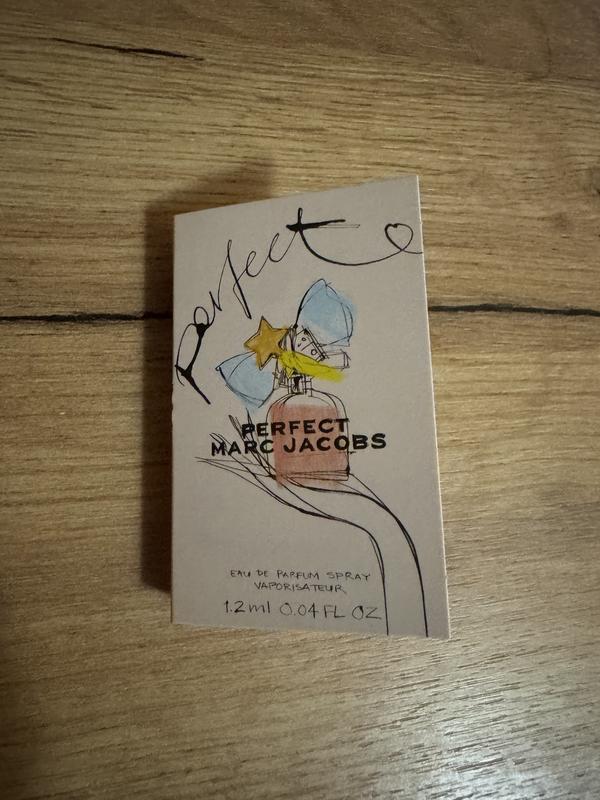 perfect
PERFECT
MARC JACOBS
EAU DE PARFUM SPRAY
VAPORISATEUR
1.2ml 0.04 FL OZ